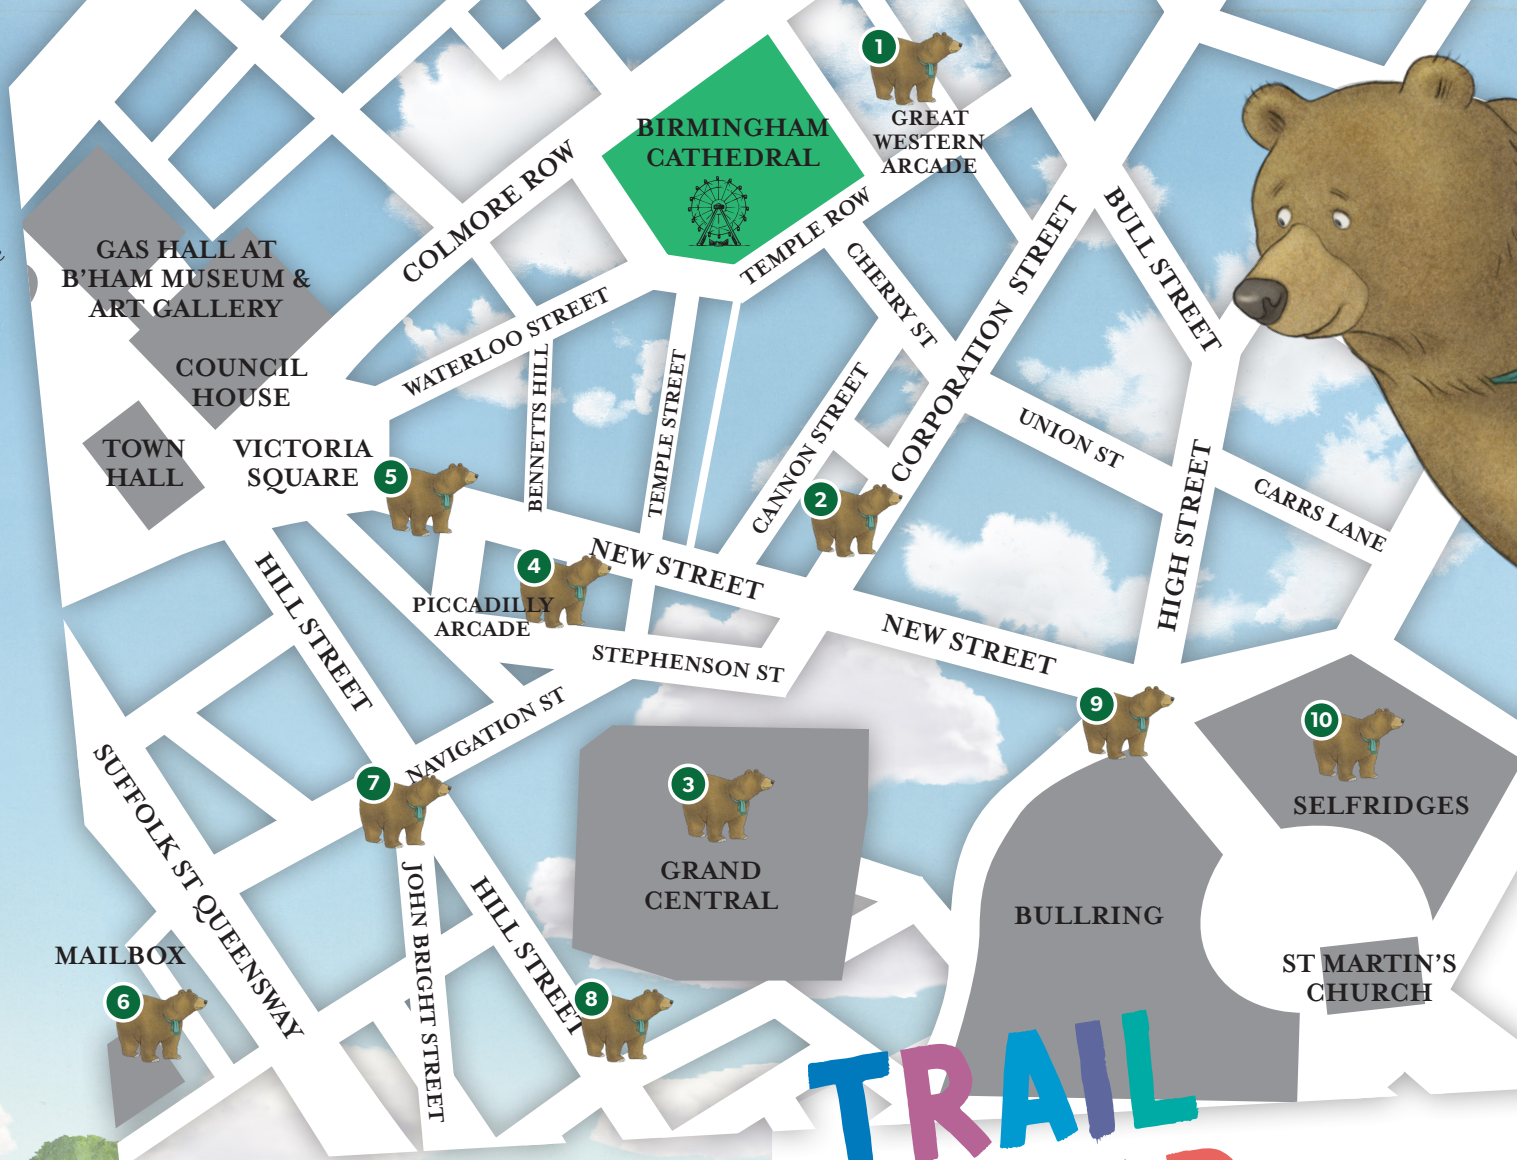 1
GREAT
WESTERN
ARCADE
BIRMINGHAM
CATHEDRAL
COLMORE ROW
TEMPLE ROW
GAS HALL AT
B'HAM MUSEUM &
ART GALLERY
COUNCIL
HOUSE
TOWN
HALL
VICTORIA
SQUARE
WATERLOO STREET
BENNETTS HILL
TEMPLE STREET
CHERRY ST
CANNON STREET
CORPORATION STREET
BULL STREET
UNION ST
HIGH STREET
CARRS LANE
5
2
4
PICCADILLY
ARCADE
NEW STREET
NEW STREET
STEPHENSON ST
HILL STREET
NAVIGATION ST
SUFFOLK ST QUEENSWAY
7
3
GRAND
CENTRAL
9
10
SELFRIDGES
BULLRING
ST MARTIN'S
CHURCH
MAILBOX
6
JOHN BRIGHT STREET
HILL STREET
8
TRAIL